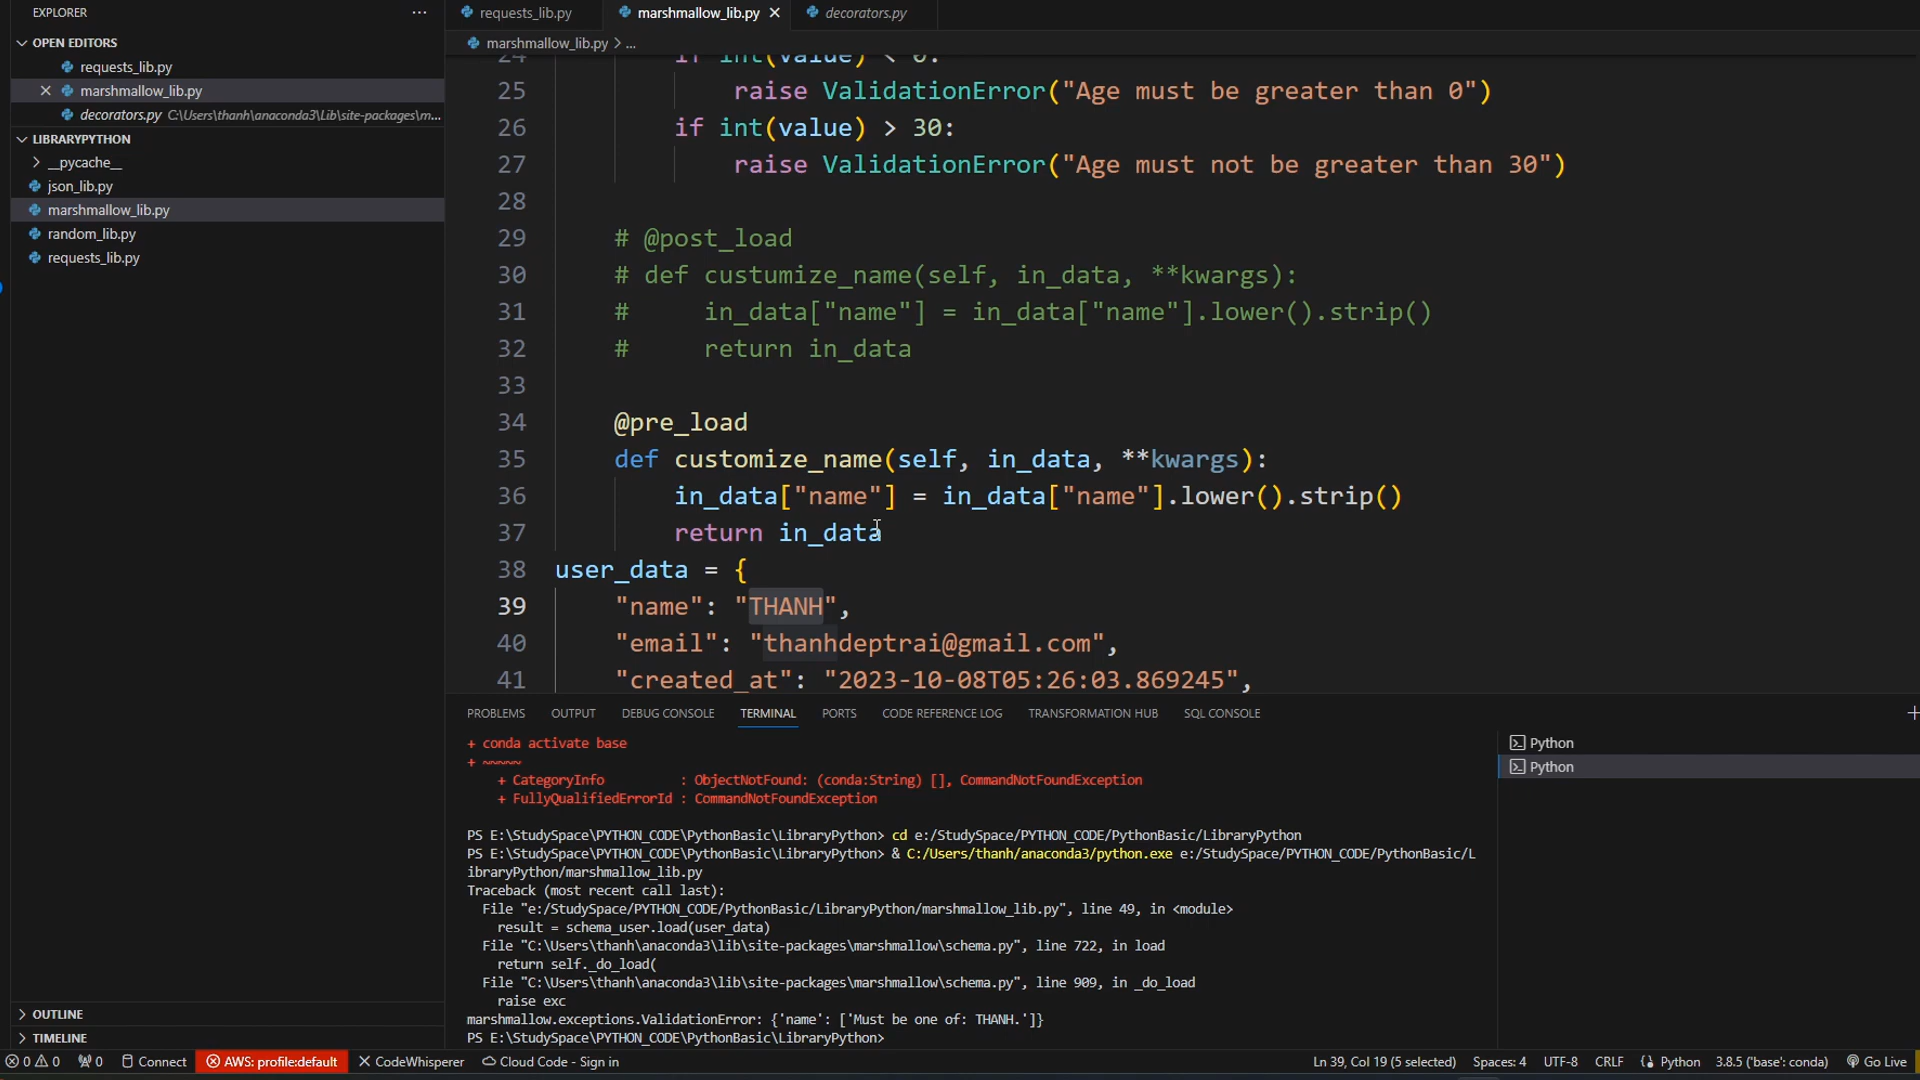 EXPLORER
OPEN EDITORS
requests_lib.py
marshmallow_lib.py
decorators.py C:\Users\thanh\anaconda3\Lib\site-packages\m...
LIBRARYPYTHON
__pycache__
json_lib.py
marshmallow_lib.py
random_lib.py
requests_lib.py
OUTLINE
TIMELINE
requests_lib.py marshmallow_lib.py decorators.py
marshmallow_lib.py > ...
24 if int(value) < 0:
25 raise ValidationError("Age must be greater than 0")
26 if int(value) > 30:
27 raise ValidationError("Age must not be greater than 30")
28
29 # @post_load
30 # def custumize_name(self, in_data, **kwargs):
31 # in_data["name"] = in_data["name"].lower().strip()
32 # return in_data
33
34 @pre_load
35 def customize_name(self, in_data, **kwargs):
36 in_data["name"] = in_data["name"].lower().strip()
37 return in_data
38 user_data = {
39 "name": "THANH",
40 "email": "thanhdeptrai@gmail.com",
41 "created_at": "2023-10-08T05:26:03.869245",
PROBLEMS OUTPUT DEBUG CONSOLE TERMINAL PORTS CODE REFERENCE LOG TRANSFORMATION HUB SQL CONSOLE
+ conda activate base
+ ~~~~~
+ CategoryInfo : ObjectNotFound: (conda:String) [], CommandNotFoundException
+ FullyQualifiedErrorId : CommandNotFoundException
PS E:\StudySpace\PYTHON_CODE\PythonBasic\LibraryPython> cd e:/StudySpace/PYTHON_CODE/PythonBasic/LibraryPython
PS E:\StudySpace\PYTHON_CODE\PythonBasic\LibraryPython> & C:/Users/thanh/anaconda3/python.exe e:/StudySpace/PYTHON_CODE/PythonBasic/L
ibraryPython/marshmallow_lib.py
Traceback (most recent call last):
File "e:/StudySpace/PYTHON_CODE/PythonBasic/LibraryPython/marshmallow_lib.py", line 49, in <module>
result = schema_user.load(user_data)
File "C:\Users\thanh\anaconda3\lib\site-packages\marshmallow\schema.py", line 722, in load
return self._do_load(
File "C:\Users\thanh\anaconda3\lib\site-packages\marshmallow\schema.py", line 909, in _do_load
raise exc
marshmallow.exceptions.ValidationError: {'name': ['Must be one of: THANH.']}
PS E:\StudySpace\PYTHON_CODE\PythonBasic\LibraryPython>
Python
Python
0 0 0 Connect AWS: profile:default CodeWhisperer Cloud Code - Sign in Ln 39, Col 19 (5 selected) Spaces: 4 UTF-8 CRLF Python 3.8.5 ('base': conda) Go Live